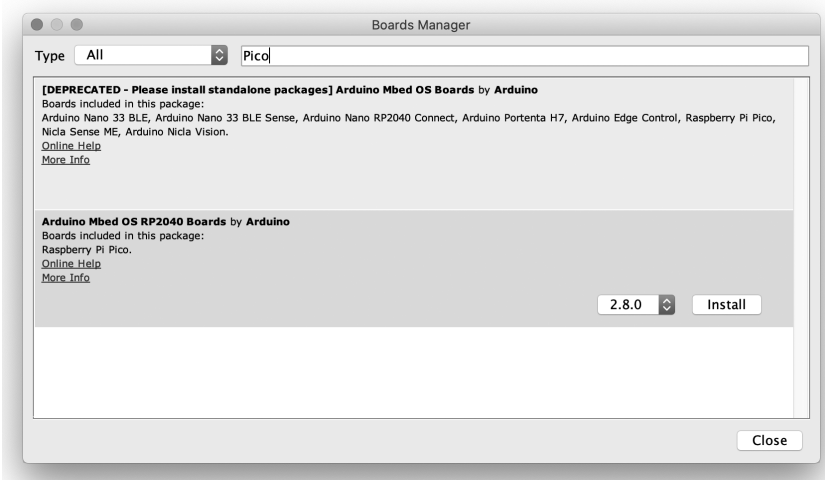 Boards Manager
Type All Pico
[DEPRECATED - Please install standalone packages] Arduino Mbed OS Boards by Arduino
Boards included in this package:
Arduino Nano 33 BLE, Arduino Nano 33 BLE Sense, Arduino Nano RP2040 Connect, Arduino Portenta H7, Arduino Edge Control, Raspberry Pi Pico,
Nicla Sense ME, Arduino Nicla Vision.
Online Help
More Info
Arduino Mbed OS RP2040 Boards by Arduino
Boards included in this package:
Raspberry Pi Pico.
Online Help
More Info
2.8.0 Install
Close